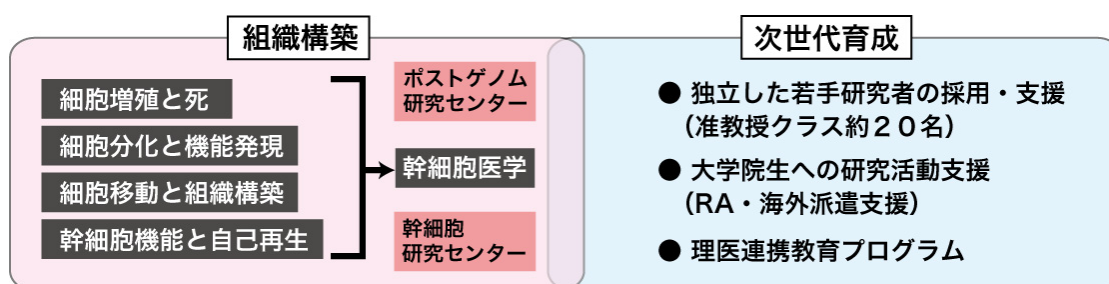 組織構築
細胞増殖と死
細胞分化と機能発現
細胞移動と組織構築
幹細胞機能と自己再生
ポストゲノム
研究センター
幹細胞医学
幹細胞
研究センター
次世代育成
● 独立した若手研究者の採用・支援
（准教授クラス約２０名）
● 大学院生への研究活動支援
（RA・海外派遣支援）
● 理医連携教育プログラム